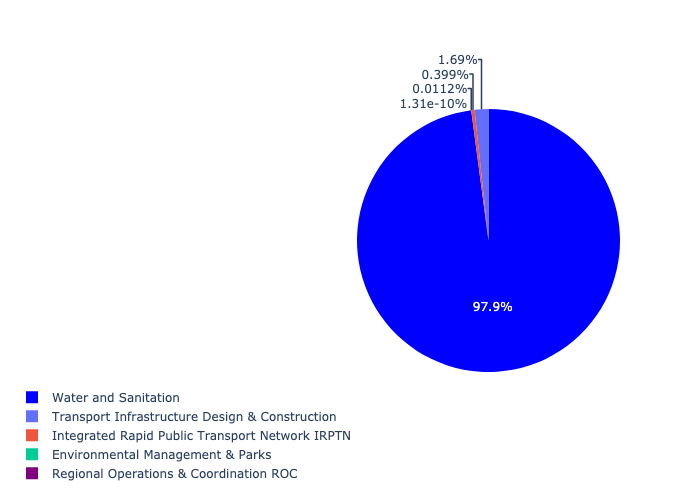 1.69%
0.399%
0.0112%
1.31e-10%
97.9%
Water and Sanitation
Transport Infrastructure Design & Construction
Integrated Rapid Public Transport Network IRPTN
Environmental Management & Parks
Regional Operations & Coordination ROC